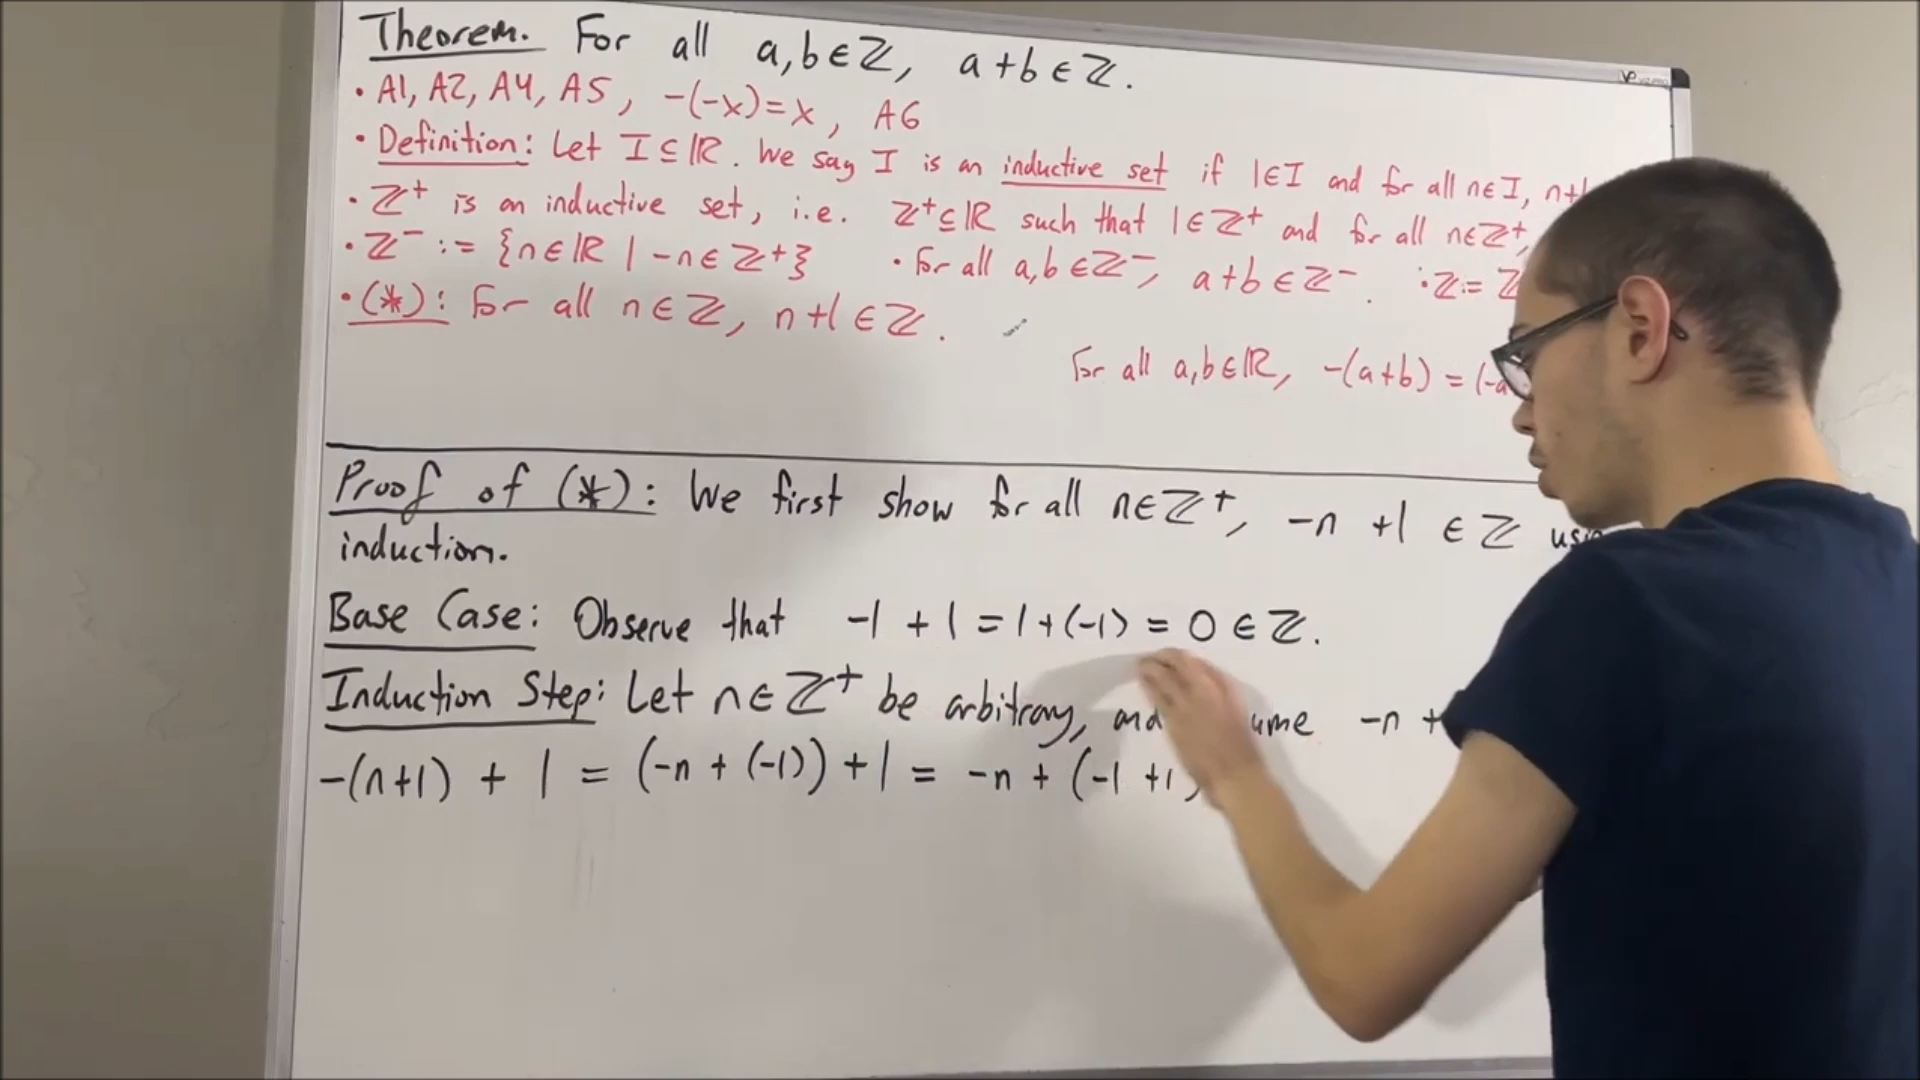 Theorem. For all a,b∈ℤ, a+b∈ℤ.
• A1, A2, A4, A5, -(-x)=x, A6
• Definition: Let I⊆ℝ. We say I is an inductive set if 1∈I and for all n∈I, n+1
• ℤ⁺ is an inductive set, i.e. ℤ⁺⊆ℝ such that 1∈ℤ⁺ and for all n∈ℤ⁺,
• ℤ⁻ := {n∈ℝ | -n∈ℤ⁺} • For all a,b∈ℤ⁻, a+b∈ℤ⁻. • ℤ:= ℤ
• (*): For all n∈ℤ, n+1∈ℤ.
For all a,b∈ℝ, -(a+b) = (-a
Proof of (*): We first show for all n∈ℤ⁺, -n +1 ∈ ℤ
induction.
Base Case: Observe that -1 + 1 = 1+(-1) = 0 ∈ ℤ.
Induction Step: Let n∈ℤ⁺ be arbitrary, -n +
-(n+1) + 1 = (-n + (-1)) + 1 = -n + (-1 +1)